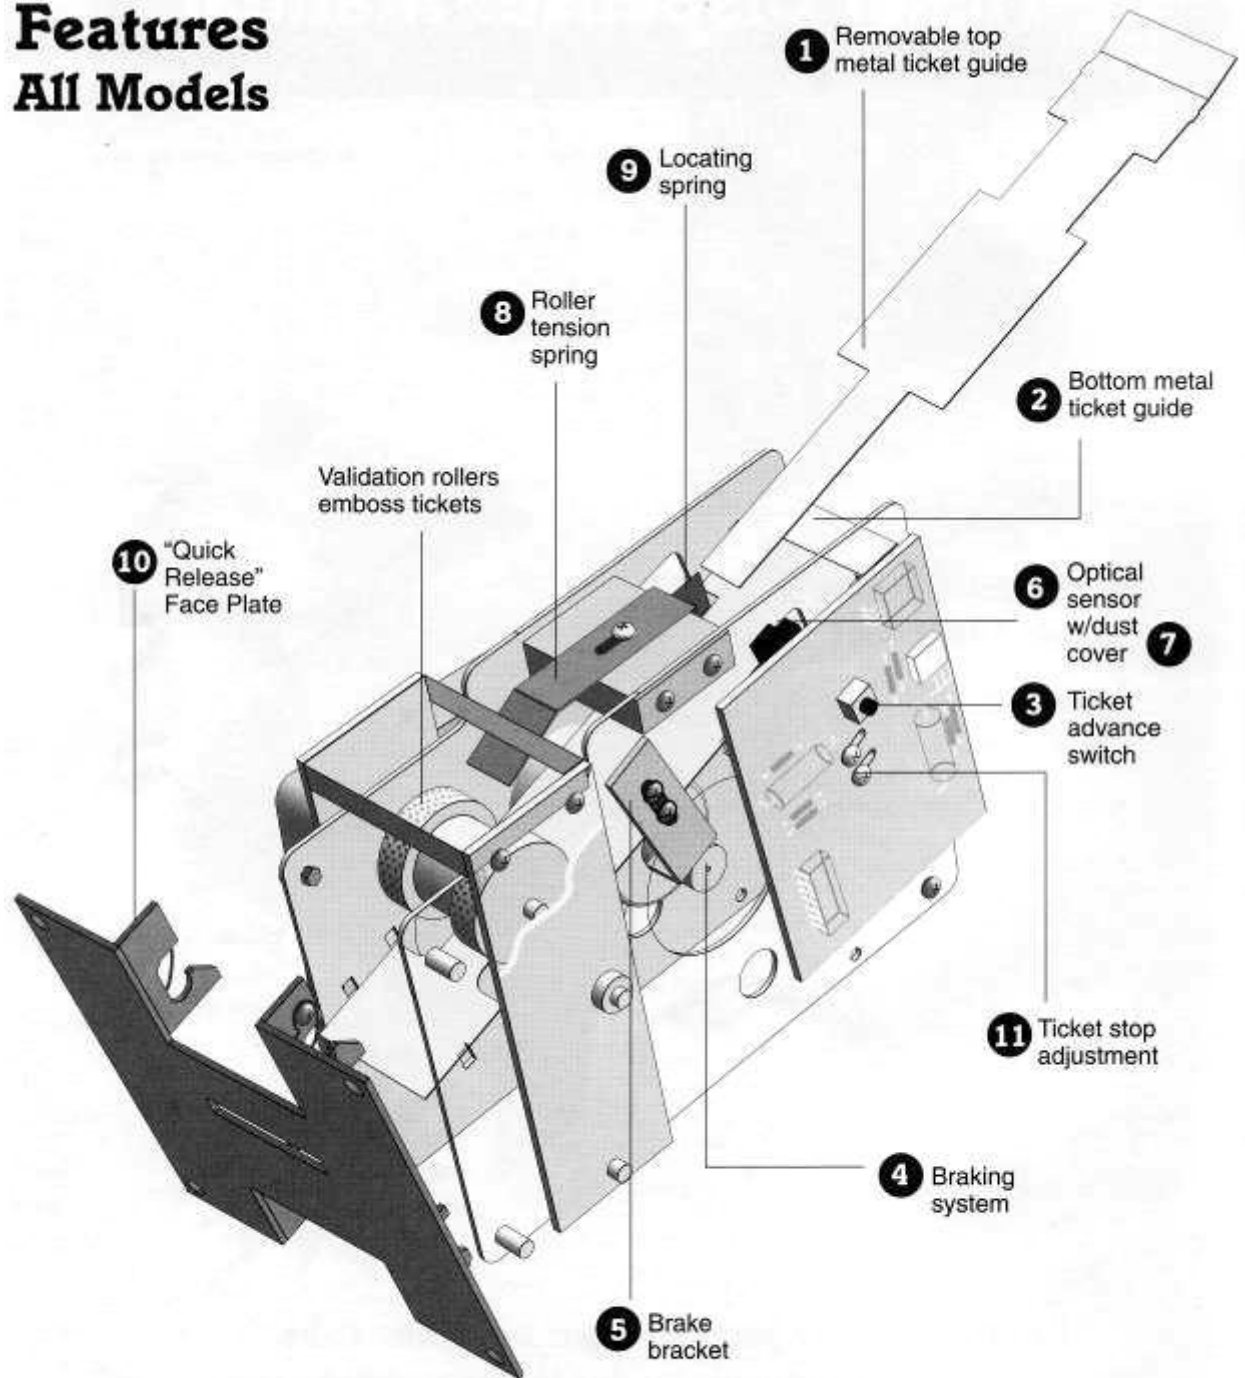 Features
All Models
1 Removable top
metal ticket guide
9 Locating
spring
8 Roller
tension
spring
2 Bottom metal
ticket guide
Validation rollers
emboss tickets
10 "Quick
Release"
Face Plate
6 Optical
sensor
w/dust
cover 7
3 Ticket
advance
switch
11 Ticket stop
adjustment
4 Braking
system
5 Brake
bracket